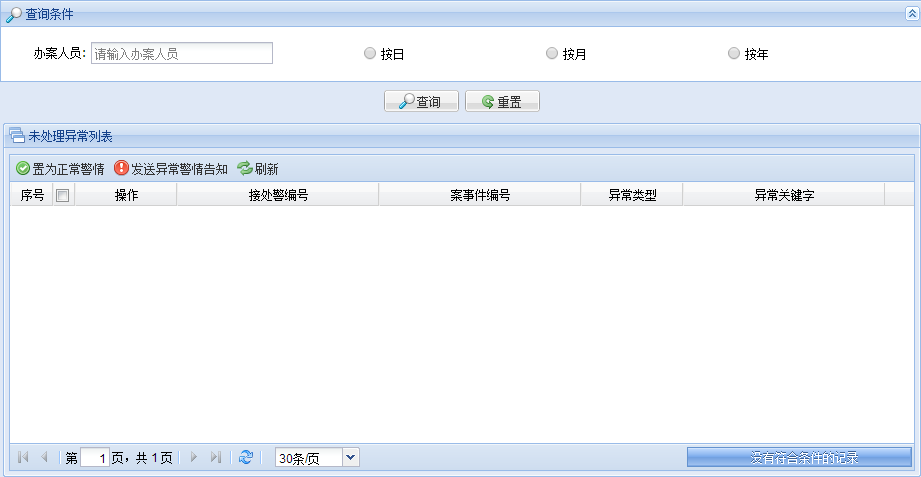 查询条件
办案人员: 请输入办案人员 按日 按月 按年
查询 重置
未处理异常列表
置为正常警情 发送异常警情告知 刷新
序号 操作 接处警编号 案事件编号 异常类型 异常关键字
第 1 页，共 1 页 30条/页 没有符合条件的记录